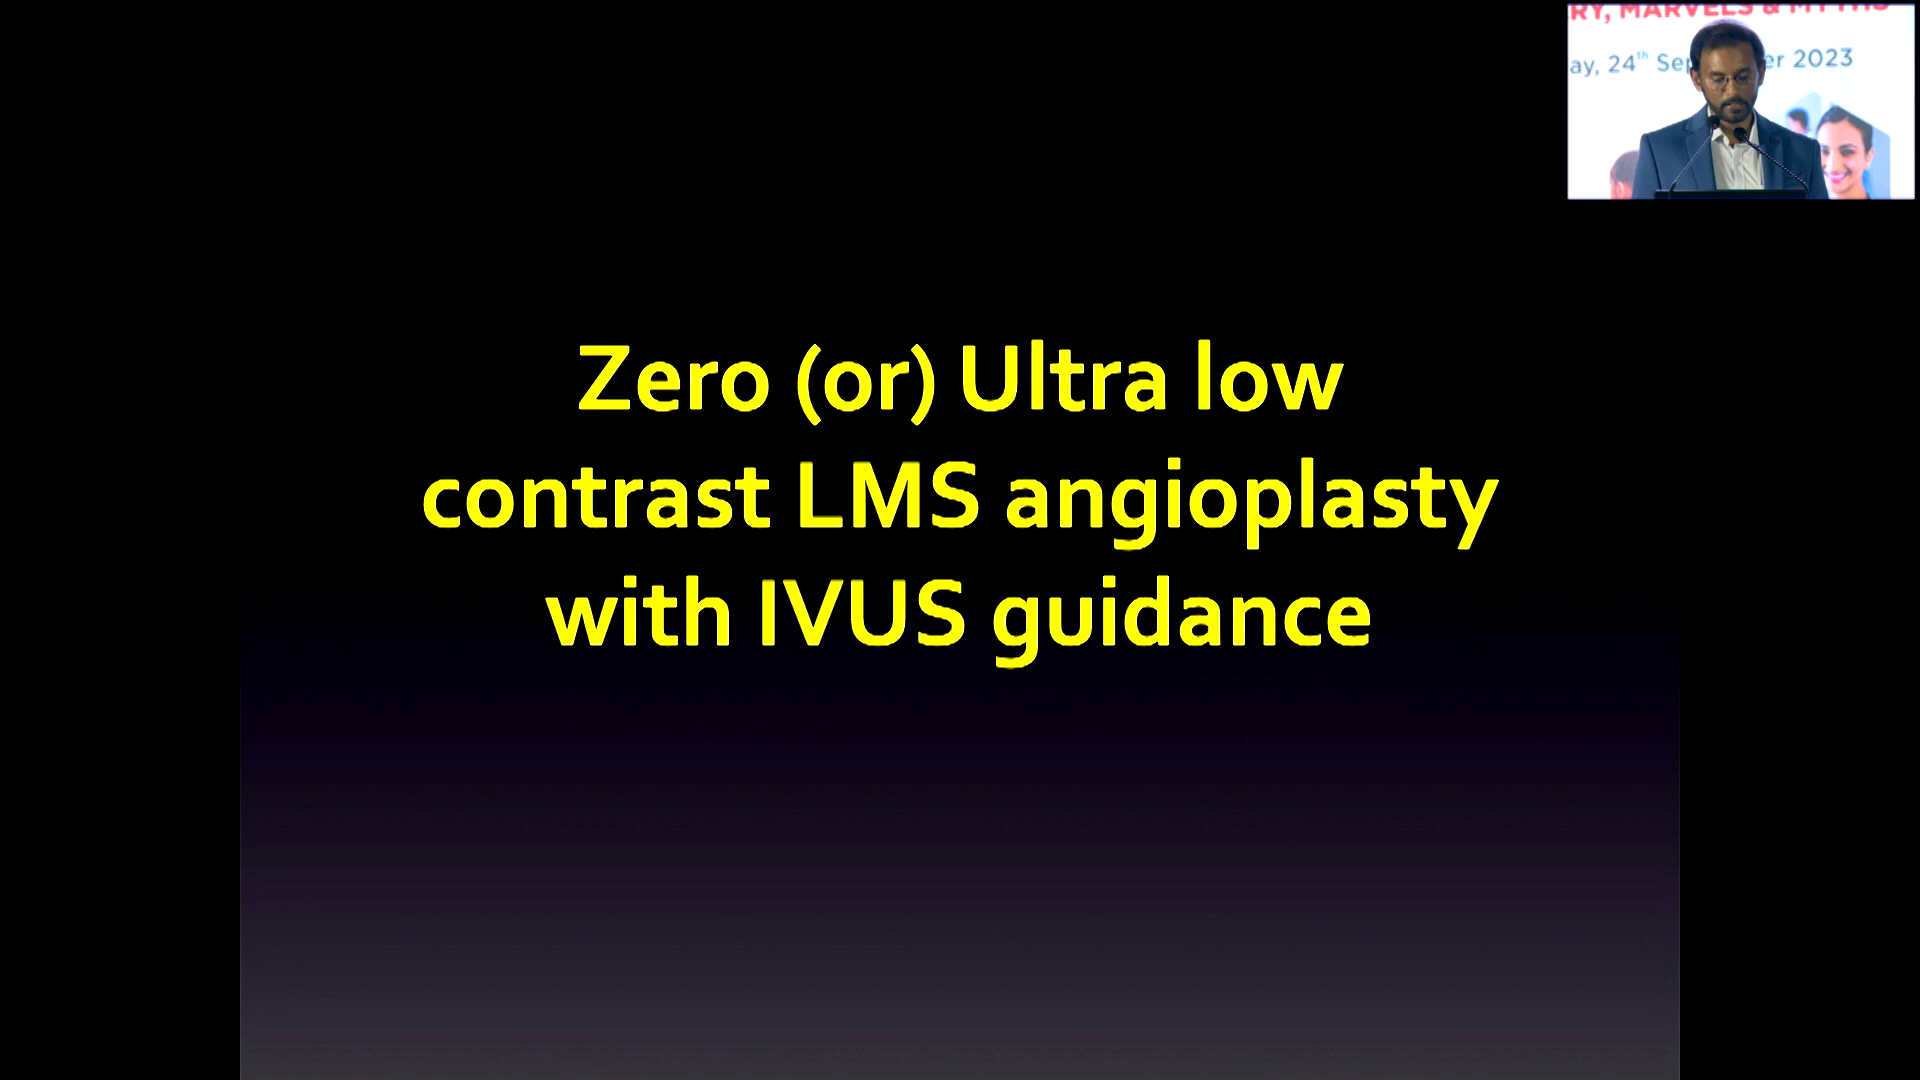 RY, MARVELS & MYTHS
ay, 24th Se er 2023
Zero (or) Ultra low
contrast LMS angioplasty
with IVUS guidance